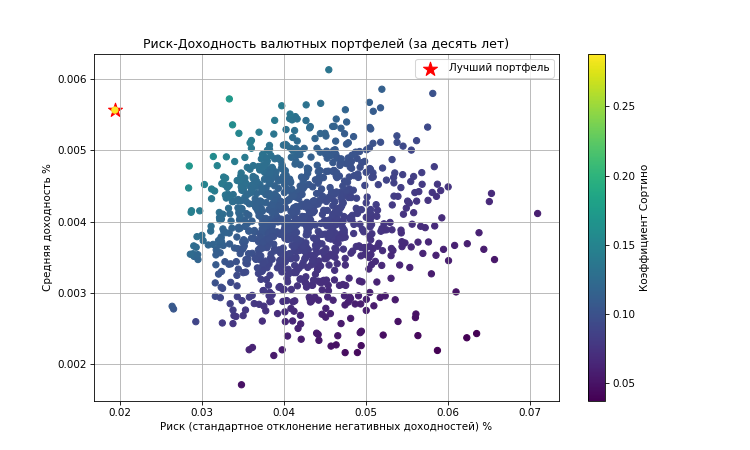 Риск-Доходность валютных портфелей (за десять лет)
Лучший портфель
0.006
0.005
0.004
0.003
0.002
Средняя доходность %
0.02 0.03 0.04 0.05 0.06 0.07
Риск (стандартное отклонение негативных доходностей) %
0.25
0.20
0.15
0.10
0.05
Коэффициент Сортино